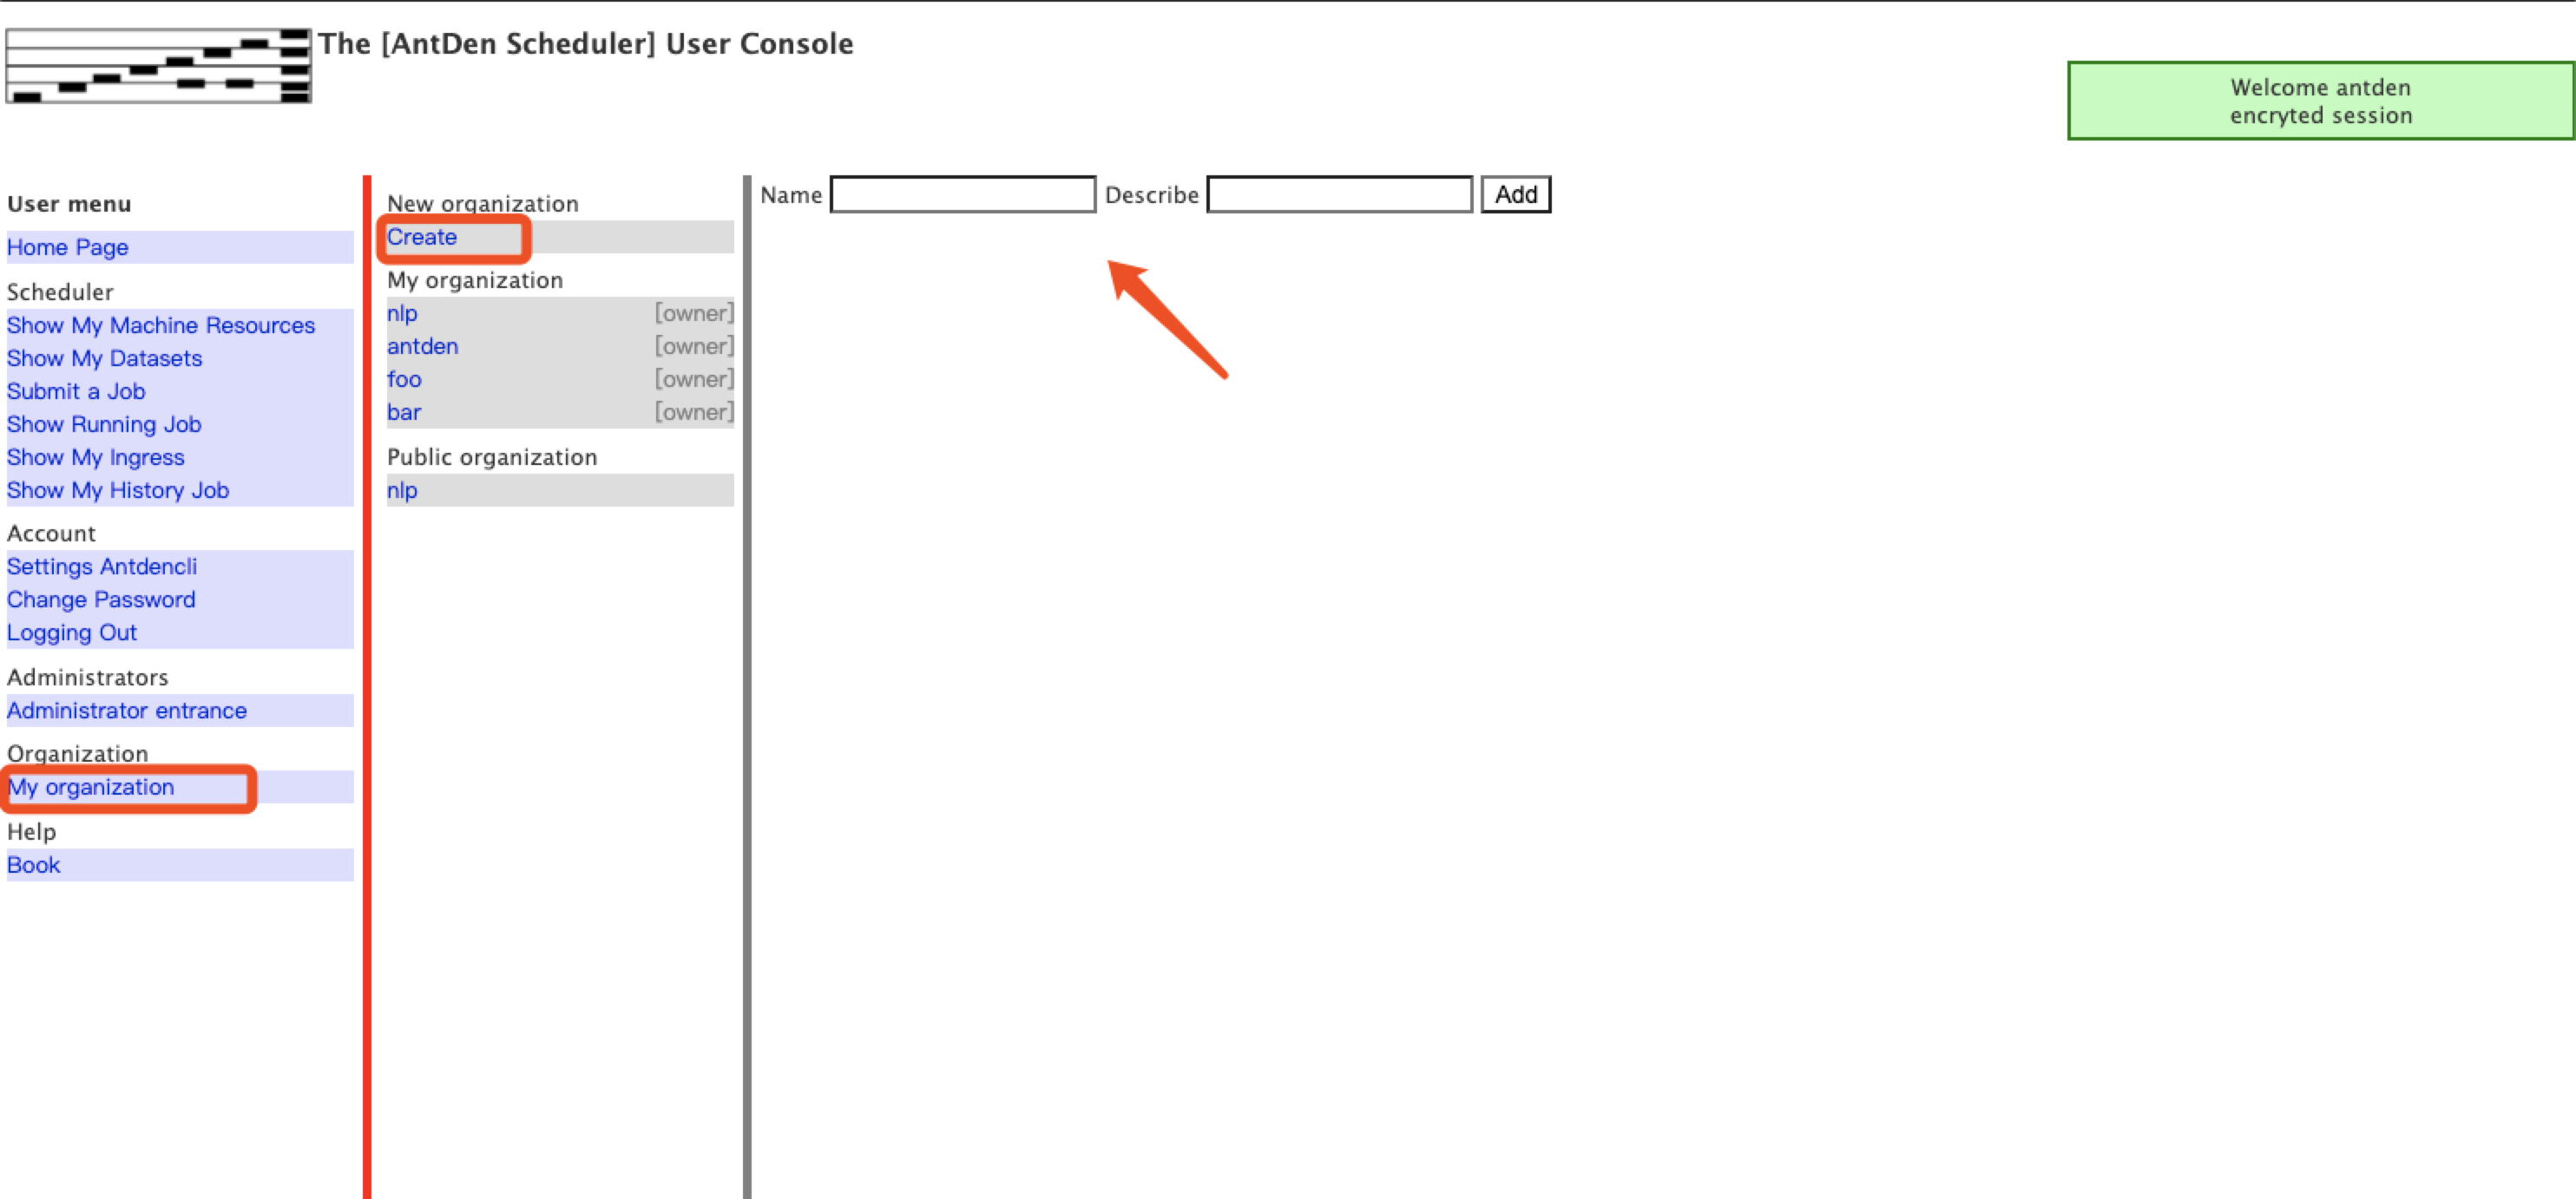 The [AntDen Scheduler] User Console
Welcome antden
encryted session
User menu
Home Page
Scheduler
Show My Machine Resources
Show My Datasets
Submit a Job
Show Running Job
Show My Ingress
Show My History Job
Account
Settings Antdencli
Change Password
Logging Out
Administrators
Administrator entrance
Organization
My organization
Help
Book
New organization
Create
My organization
nlp [owner]
antden [owner]
foo [owner]
bar [owner]
Public organization
nlp
Name Describe Add